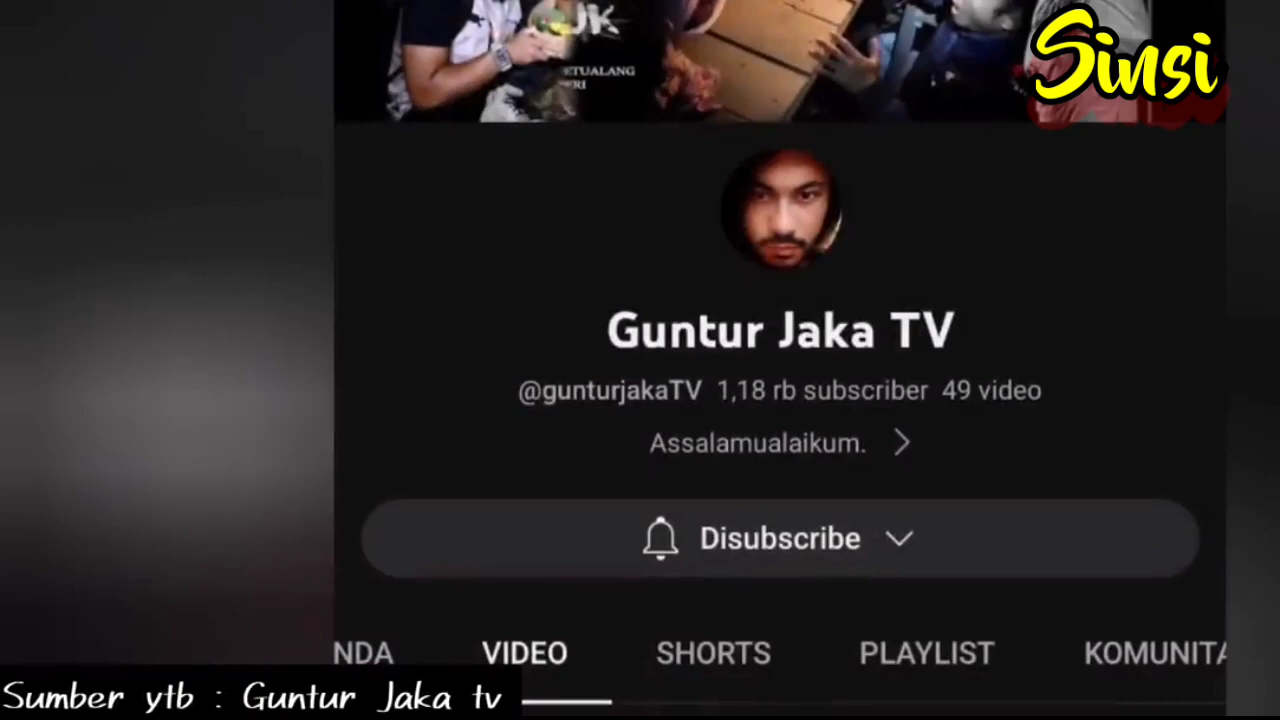 Sinsi
JK
Guntur Jaka TV
@gunturjakaTV 1,18 rb subscriber 49 video
Assalamualaikum.
Disubscribe
NDA VIDEO SHORTS PLAYLIST KOMUNITA
Sumber ytb : Guntur Jaka tv